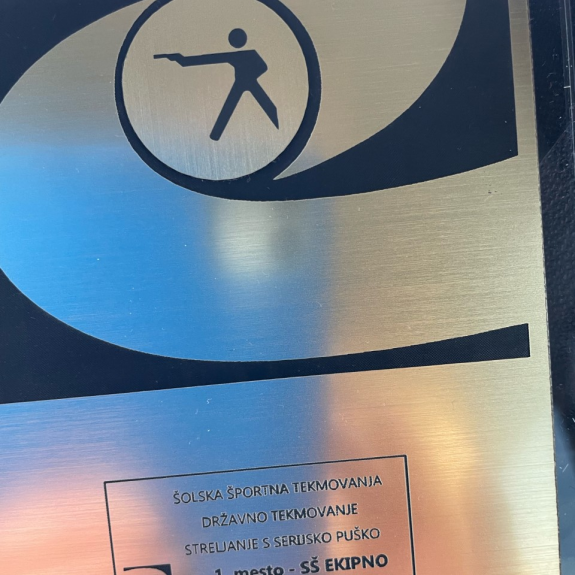 ŠOLSKA ŠPORTNA TEKMOVANJA
DRŽAVNO TEKMOVANJE
STRELJANJE S SERIJSKO PUŠKO
1. mesto - SŠ EKIPNO